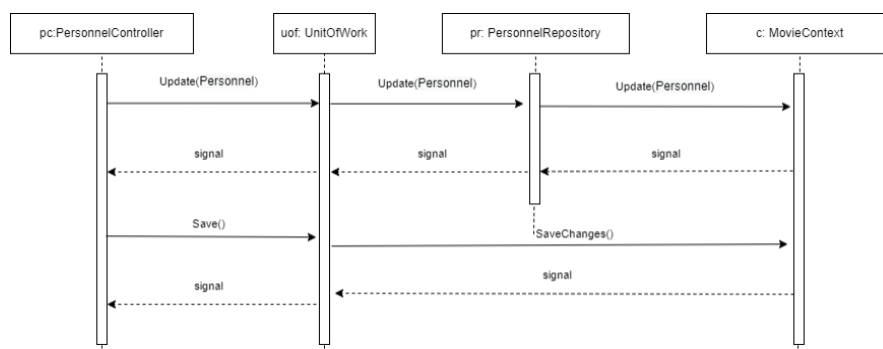 pc:PersonnelController
uof: UnitOfWork
pr: PersonnelRepository
c: MovieContext
Update(Personnel)
Update(Personnel)
Update(Personnel)
signal
signal
signal
Save()
SaveChanges()
signal
signal